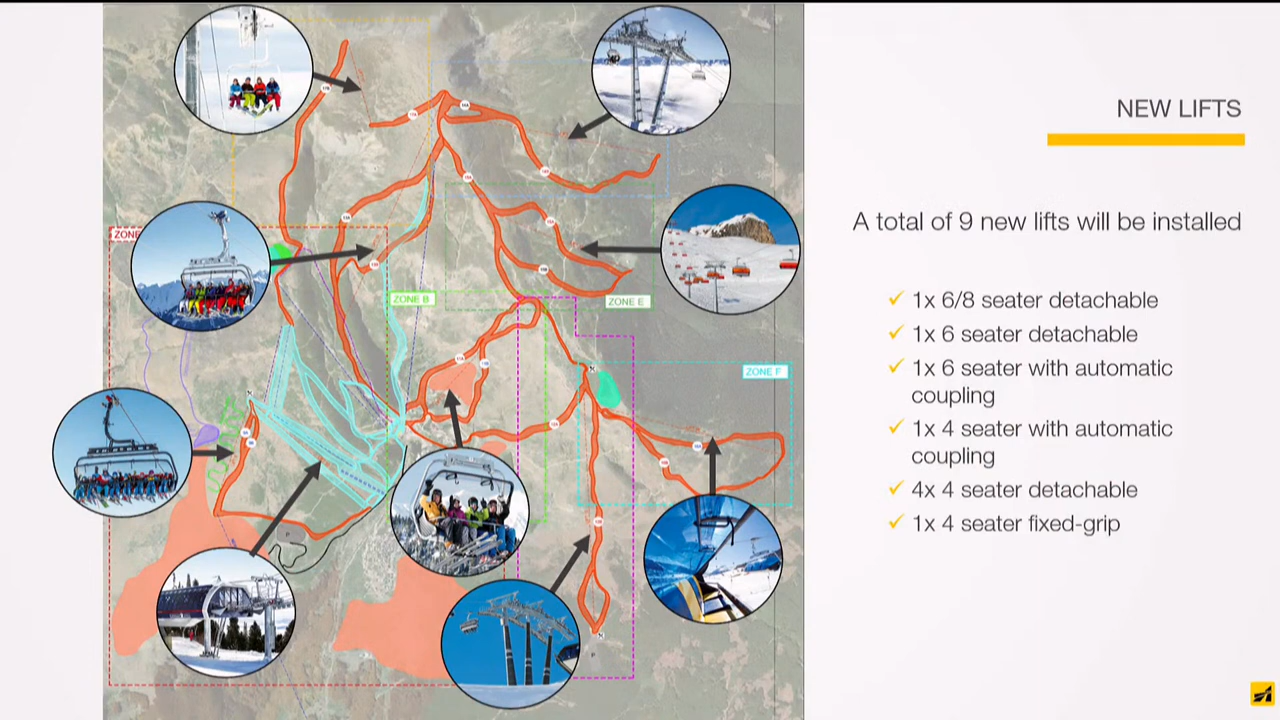 NEW LIFTS
A total of 9 new lifts will be installed
1x 6/8 seater detachable
1x 6 seater detachable
1x 6 seater with automatic
coupling
1x 4 seater with automatic
coupling
4x 4 seater detachable
1x 4 seater fixed-grip
ZONE
ZONE B
ZONE E
ZONE F
P
P